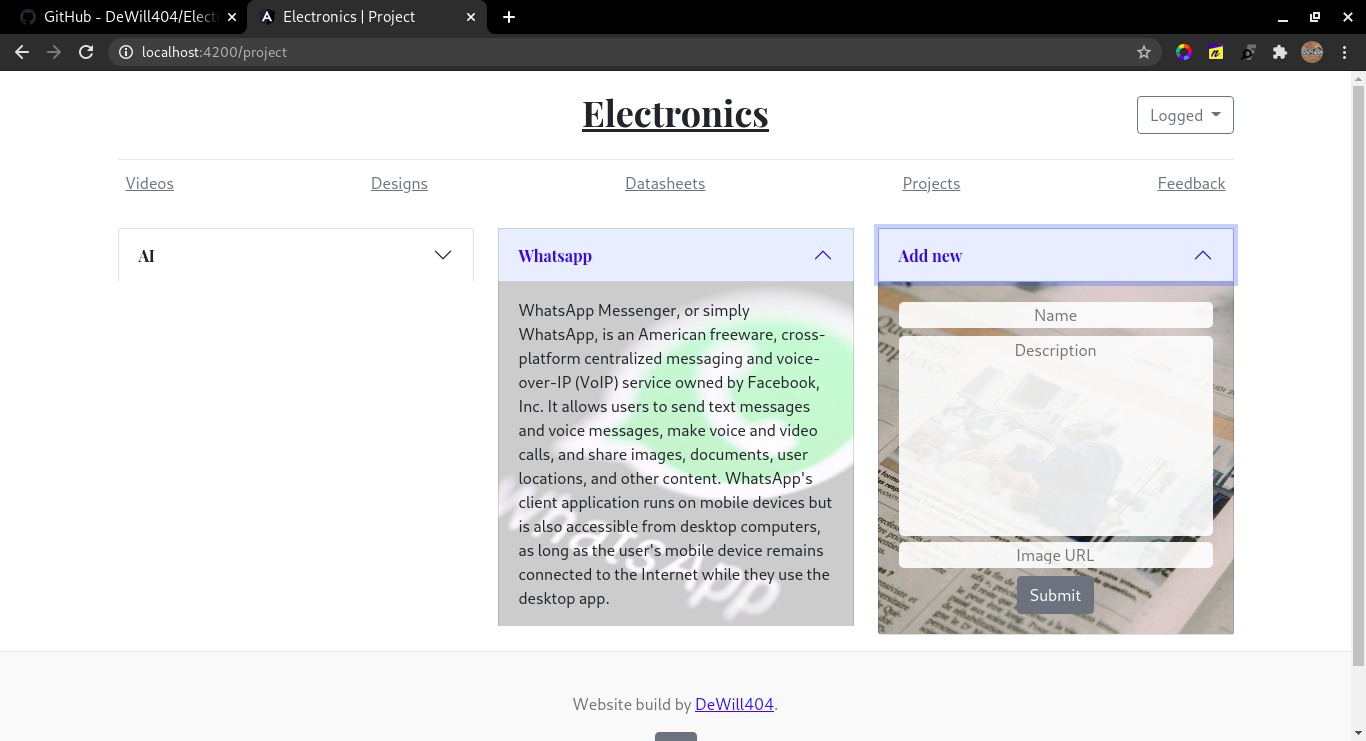 GitHub - DeWill404/Elect
Electronics | Project
localhost:4200/project
Electronics
Logged
Videos Designs Datasheets Projects Feedback
AI
Whatsapp
WhatsApp Messenger, or simply
WhatsApp, is an American freeware, cross-
platform centralized messaging and voice-
over-IP (VoIP) service owned by Facebook,
Inc. It allows users to send text messages
and voice messages, make voice and video
calls, and share images, documents, user
locations, and other content. WhatsApp's
client application runs on mobile devices but
is also accessible from desktop computers,
as long as the user's mobile device remains
connected to the Internet while they use the
desktop app.
WhatsApp
Add new
Name
Description
Image URL
Submit
Website build by DeWill404.